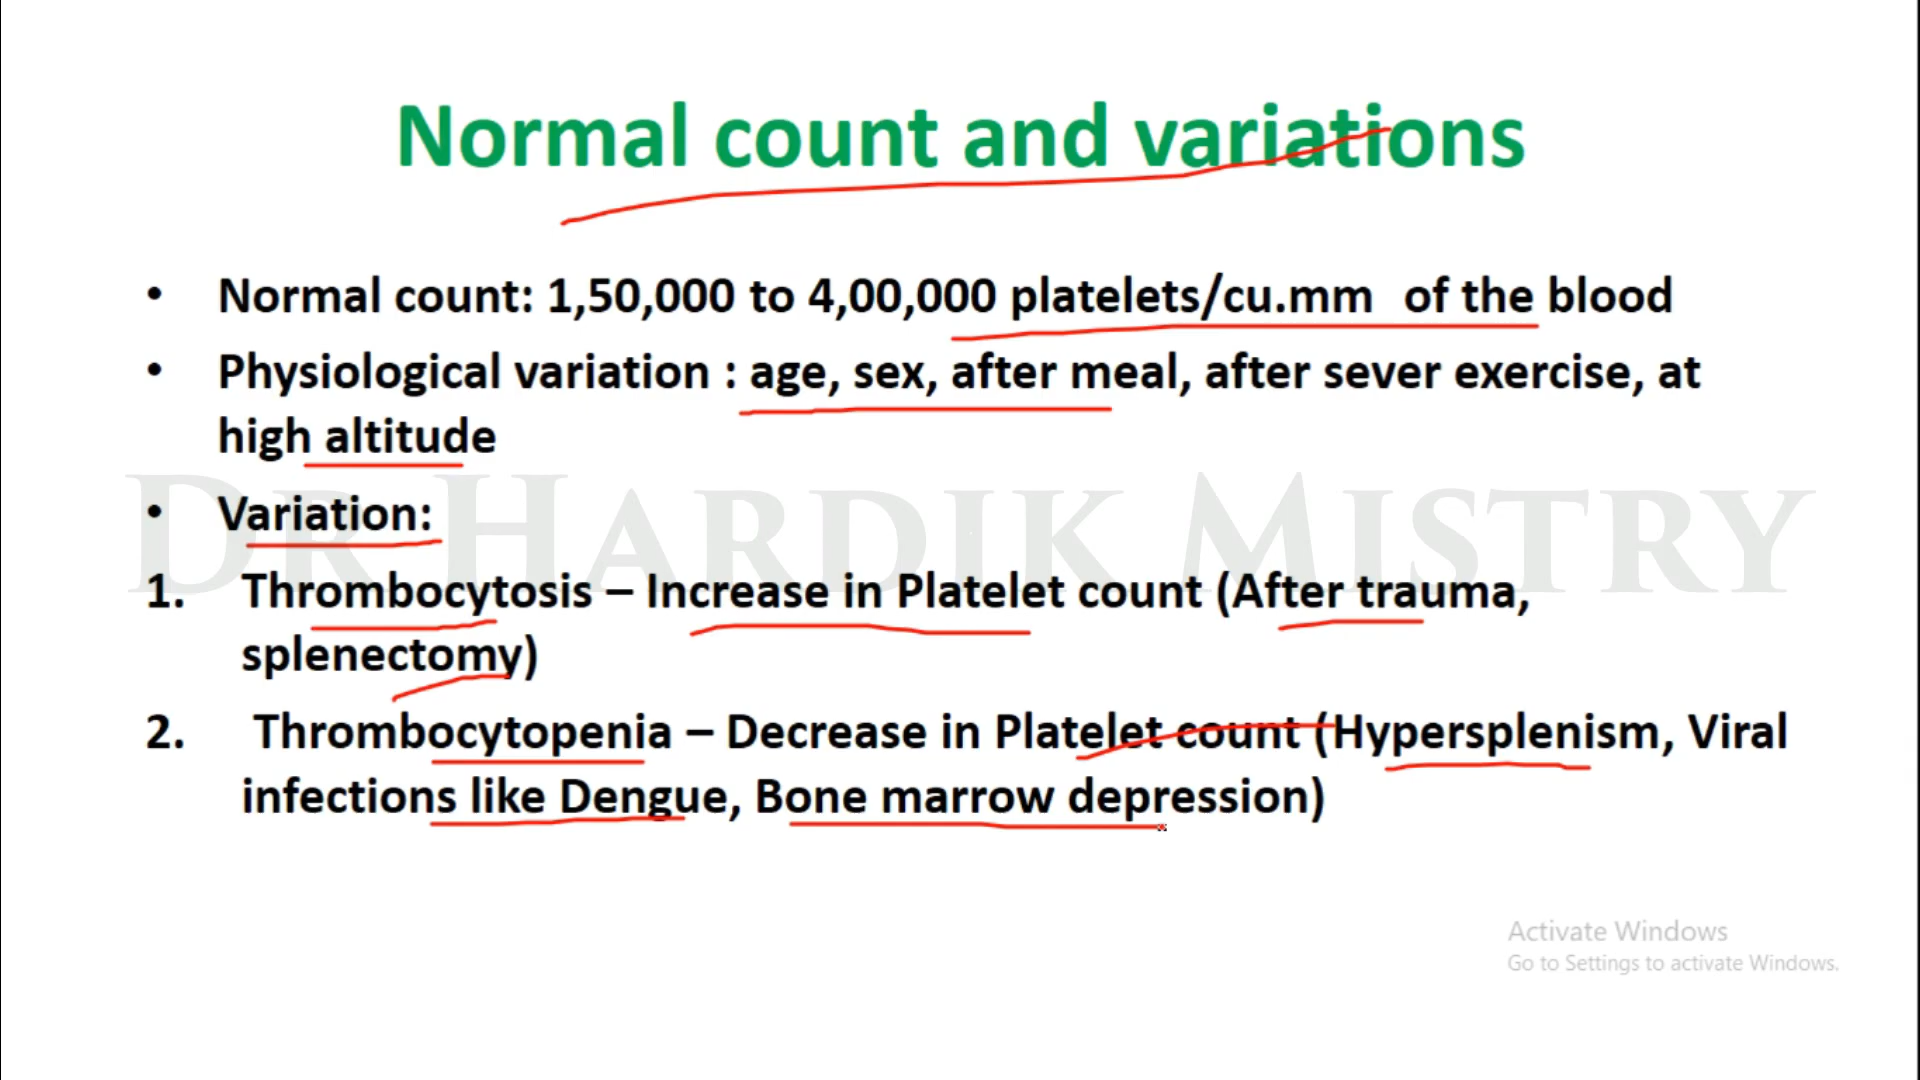 Normal count and variations
• Normal count: 1,50,000 to 4,00,000 platelets/cu.mm of the blood
• Physiological variation : age, sex, after meal, after sever exercise, at
high altitude
• Variation:
DR HARDIK MISTRY
1. Thrombocytosis – Increase in Platelet count (After trauma,
splenectomy)
2. Thrombocytopenia – Decrease in Platelet count (Hypersplenism, Viral
infections like Dengue, Bone marrow depression)
Activate Windows
Go to Settings to activate Windows.